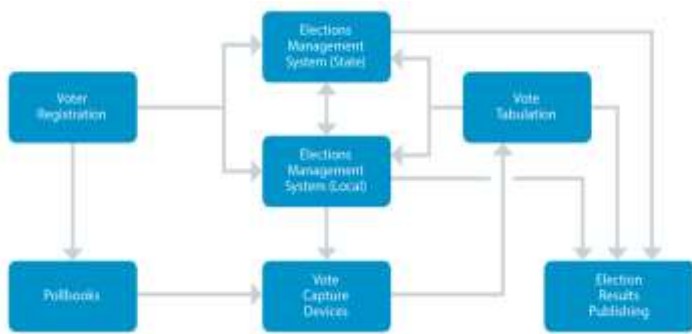 Elections
Management
System (State)
Voter
Registration
Vote
Tabulation
Elections
Management
System (Local)
Pollbooks
Vote
Capture
Devices
Election
Results
Publishing